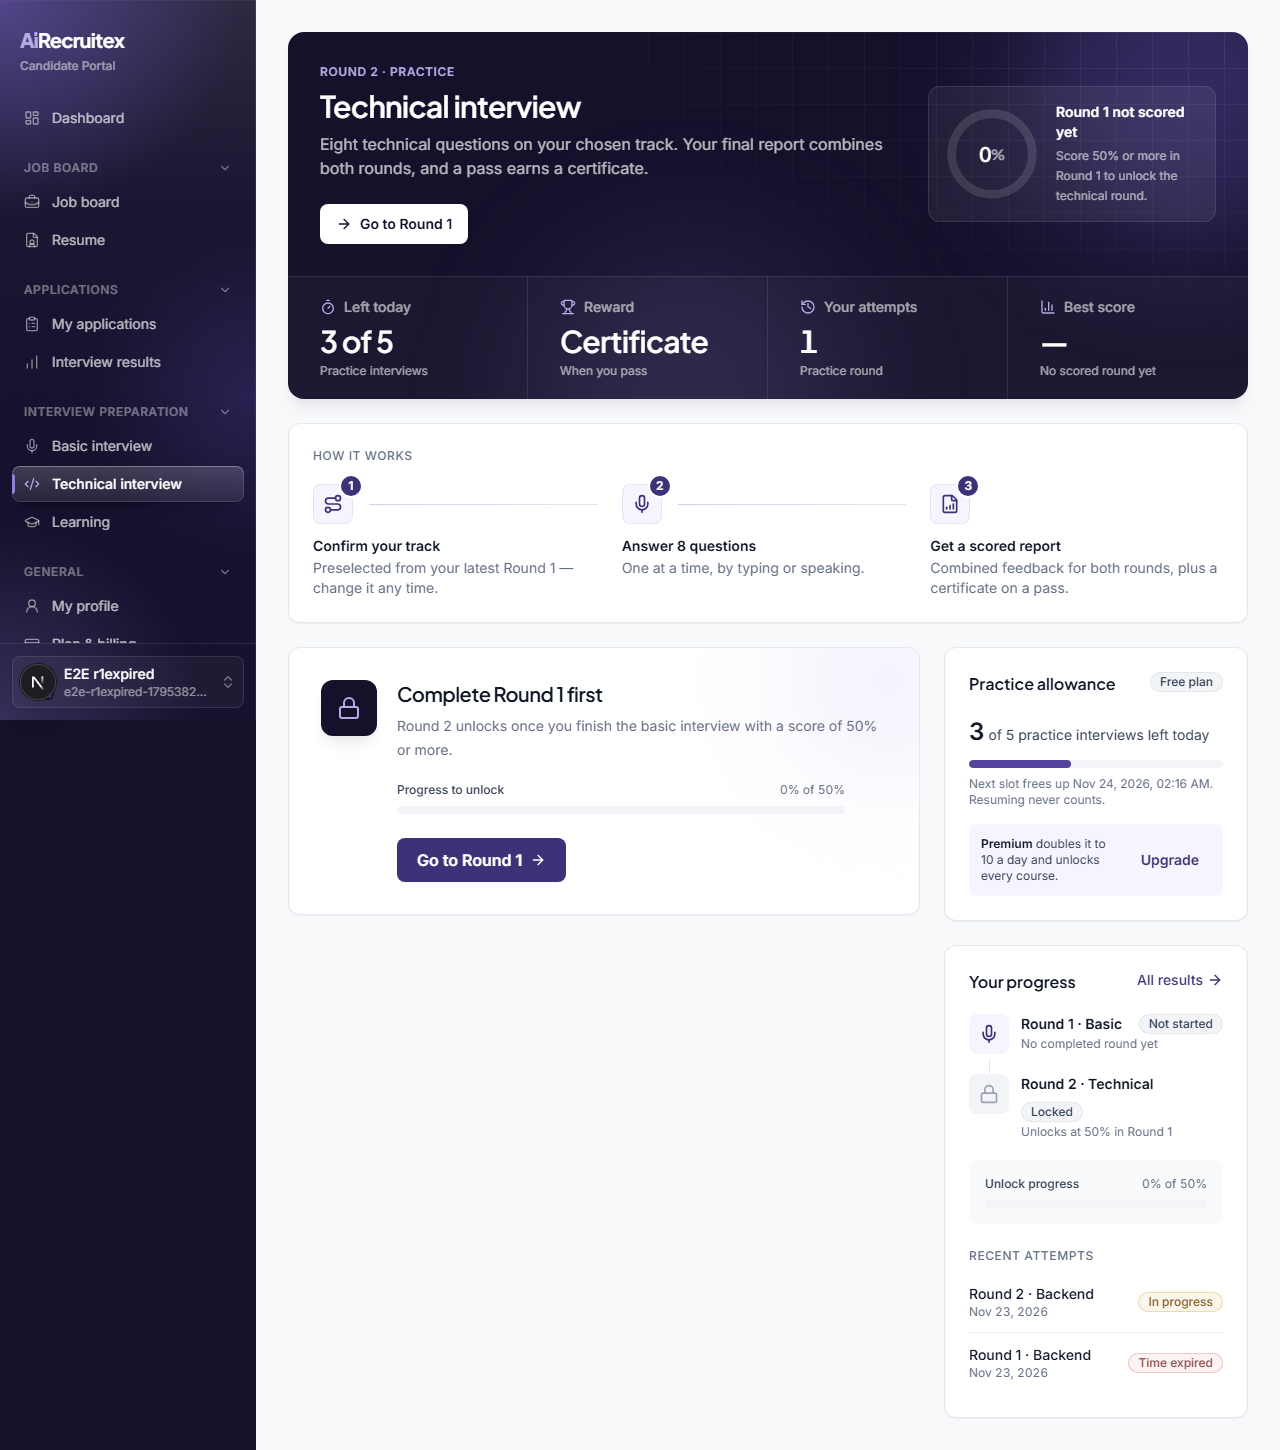 AiRecruitex
Candidate Portal
Dashboard
JOB BOARD
Job board
Resume
APPLICATIONS
My applications
Interview results
INTERVIEW PREPARATION
Basic interview
Technical interview
Learning
GENERAL
My profile
Plan & billing
N
E2E r1expired
e2e-r1expired-1795382...
ROUND 2 · PRACTICE
Technical interview
Eight technical questions on your chosen track. Your final report combines
both rounds, and a pass earns a certificate.
Go to Round 1
0%
Round 1 not scored
yet
Score 50% or more in
Round 1 to unlock the
technical round.
Left today
3 of 5
Practice interviews
Reward
Certificate
When you pass
Your attempts
1
Practice round
Best score
—
No scored round yet
HOW IT WORKS
1
Confirm your track
Preselected from your latest Round 1 —
change it any time.
2
Answer 8 questions
One at a time, by typing or speaking.
3
Get a scored report
Combined feedback for both rounds, plus a
certificate on a pass.
Complete Round 1 first
Round 2 unlocks once you finish the basic interview with a score of 50%
or more.
Progress to unlock
0% of 50%
Go to Round 1
Practice allowance
Free plan
3 of 5 practice interviews left today
Next slot frees up Nov 24, 2026, 02:16 AM.
Resuming never counts.
Premium doubles it to
10 a day and unlocks
every course.
Upgrade
Your progress
All results
Round 1 · Basic
Not started
No completed round yet
Round 2 · Technical
Locked
Unlocks at 50% in Round 1
Unlock progress
0% of 50%
RECENT ATTEMPTS
Round 2 · Backend
Nov 23, 2026
In progress
Round 1 · Backend
Nov 23, 2026
Time expired